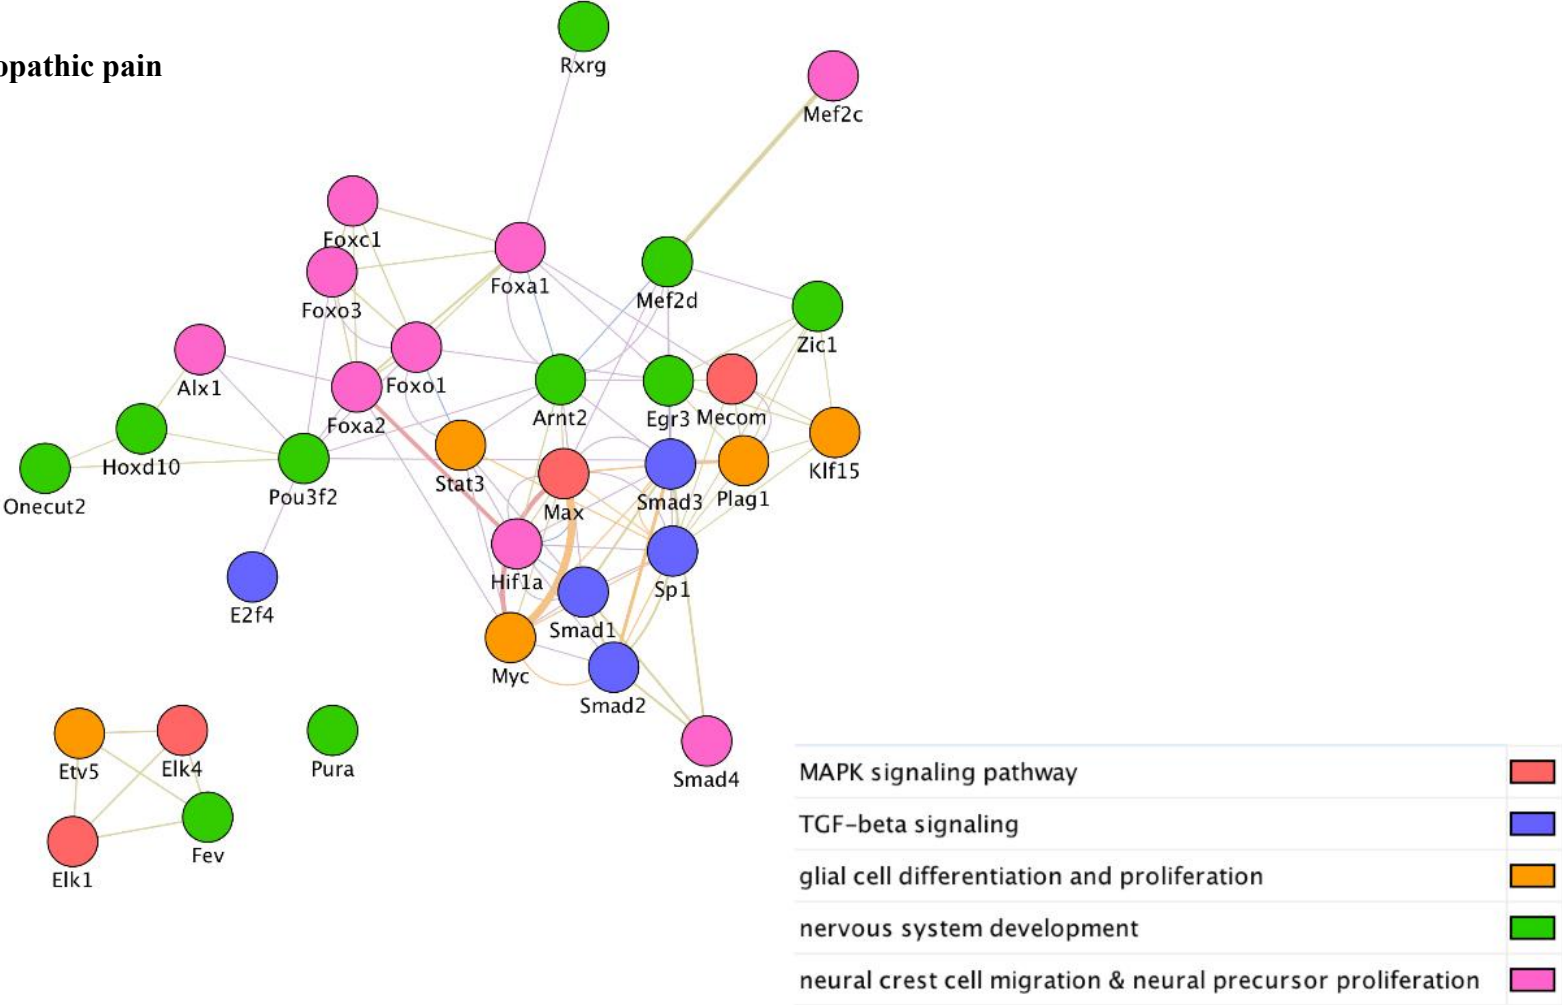 opathic pain
Rxrg
Mef2c
Foxc1
Foxa1
Mef2d
Foxo3
Zic1
Alx1
Foxo1
Foxa2
Arnt2
Egr3
Mecom
Hoxd10
Onecut2
Pou3f2
Stat3
Max
Smad3
Plag1
Klf15
Hif1a
Sp1
E2f4
Smad1
Myc
Smad2
Etv5
Elk4
Pura
Smad4
Fev
Elk1
MAPK signaling pathway
TGF-beta signaling
glial cell differentiation and proliferation
nervous system development
neural crest cell migration & neural precursor proliferation